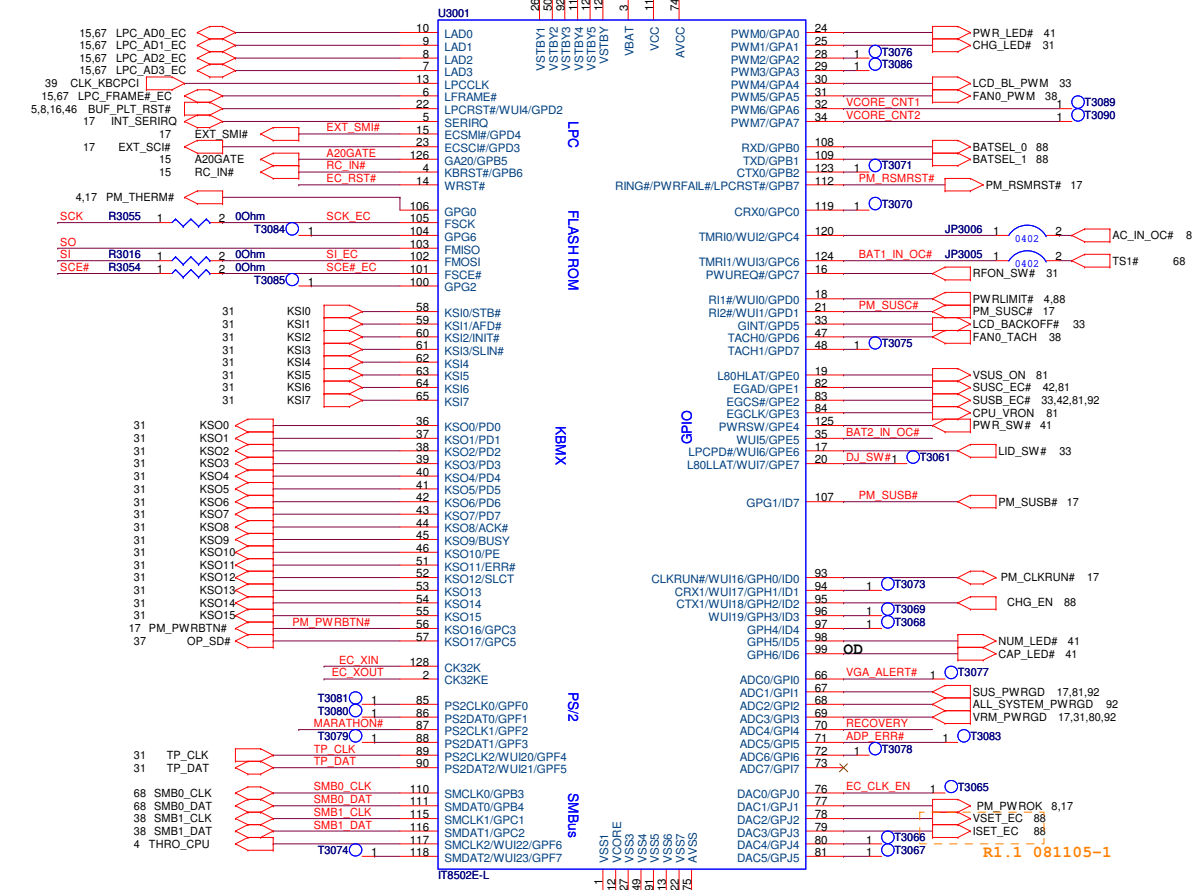 U3001
26
50
92
11
12
12
3
11
74
VSTBY1
VSTBY2
VSTBY3
VSTBY4
VSTBY5
VSTBY
VBAT
VCC
AVCC
15,67 LPC_AD0_EC 10 LAD0
15,67 LPC_AD1_EC 9 LAD1
15,67 LPC_AD2_EC 8 LAD2
15,67 LPC_AD3_EC 7 LAD3
39 CLK_KBCPCI 13 LPCCLK
15,67 LPC_FRAME#_EC 6 LFRAME#
5,8,16,46 BUF_PLT_RST# 22 LPCRST#/WUI4/GPD2
17 INT_SERIRQ 5 SERIRQ
17 EXT_SMI# EXT_SMI# 15 ECSMI#/GPD4
17 EXT_SCI# 23 ECSCI#/GPD3
15 A20GATE A20GATE 126 GA20/GPB5
15 RC_IN# RC_IN# 4 KBRST#/GPB6
EC_RST# 14 WRST#
LPC
4,17 PM_THERM# 106 GPG0
SCK R3055 1 2 0Ohm SCK_EC 105 FSCK
T3084 1 104 GPG6
SO 103 FMISO
SI R3016 1 2 0Ohm SI_EC 102 FMOSI
SCE# R3054 1 2 0Ohm SCE#_EC 101 FSCE#
T3085 1 100 GPG2
FLASH ROM
31 KSI0 58 KSI0/STB#
31 KSI1 59 KSI1/AFD#
31 KSI2 60 KSI2/INIT#
31 KSI3 61 KSI3/SLIN#
31 KSI4 62 KSI4
31 KSI5 63 KSI5
31 KSI6 64 KSI6
31 KSI7 65 KSI7
31 KSO0 36 KSO0/PD0
31 KSO1 37 KSO1/PD1
31 KSO2 38 KSO2/PD2
31 KSO3 39 KSO3/PD3
31 KSO4 40 KSO4/PD4
31 KSO5 41 KSO5/PD5
31 KSO6 42 KSO6/PD6
31 KSO7 43 KSO7/PD7
31 KSO8 44 KSO8/ACK#
31 KSO9 45 KSO9/BUSY
31 KSO10 46 KSO10/PE
31 KSO11 51 KSO11/ERR#
31 KSO12 52 KSO12/SLCT
31 KSO13 53 KSO13
31 KSO14 54 KSO14
31 KSO15 55 KSO15
17 PM_PWRBTN# PM_PWRBTN# 56 KSO16/GPC3
37 OP_SD# 57 KSO17/GPC5
KBMX
EC_XIN 128 CK32K
EC_XOUT 2 CK32KE
T3081 1 85 PS2CLK0/GPF0
T3080 1 86 PS2DAT0/GPF1
MARATHON# 87 PS2CLK1/GPF2
T3079 1 88 PS2DAT1/GPF3
31 TP_CLK TP_CLK 89 PS2CLK2/WUI20/GPF4
31 TP_DAT TP_DAT 90 PS2DAT2/WUI21/GPF5
PS/2
68 SMB0_CLK SMB0_CLK 110 SMCLK0/GPB3
68 SMB0_DAT SMB0_DAT 111 SMDAT0/GPB4
38 SMB1_CLK SMB1_CLK 115 SMCLK1/GPC1
38 SMB1_DAT SMB1_DAT 116 SMDAT1/GPC2
4 THRO_CPU 117 SMCLK2/WUI22/GPF6
T3074 1 118 SMDAT2/WUI23/GPF7
SMBus
IT8502E-L
PWM0/GPA0 24 PWR_LED# 41
PWM1/GPA1 25 CHG_LED# 31
PWM2/GPA2 28 1 T3076
PWM3/GPA3 29 1 T3086
PWM4/GPA4 30 LCD_BL_PWM 33
PWM5/GPA5 31 FAN0_PWM 38
PWM6/GPA6 32 VCORE_CNT1 1 T3089
PWM7/GPA7 34 VCORE_CNT2 1 T3090
RXD/GPB0 108 BATSEL_0 88
TXD/GPB1 109 BATSEL_1 88
CTX0/GPB2 123 1 T3071
RING#/PWRFAIL#/LPCRST#/GPB7 112 PM_RSMRST# PM_RSMRST# 17
CRX0/GPC0 119 1 T3070
TMRI0/WUI2/GPC4 120 JP3006 1 0402 2 AC_IN_OC# 8
TMRI1/WUI3/GPC6 124 BAT1_IN_OC# JP3005 1 0402 2 TS1# 68
PWUREQ#/GPC7 16 RFON_SW# 31
RI1#/WUI0/GPD0 18 PWRLIMIT# 4,88
RI2#/WUI1/GPD1 21 PM_SUSC# PM_SUSC# 17
GINT/GPD5 33 LCD_BACKOFF# 33
TACH0/GPD6 47 FAN0_TACH 38
TACH1/GPD7 48 1 T3075
L80HLAT/GPE0 19 VSUS_ON 81
EGAD/GPE1 82 SUSC_EC# 42,81
EGCS#/GPE2 83 SUSB_EC# 33,42,81,92
EGCLK/GPE3 84 CPU_VRON 81
PWRSW/GPE4 125 PWR_SW# 41
WUI5/GPE5 35 BAT2_IN_OC#
LPCPD#/WUI6/GPE6 17 LID_SW# 33
L80LLAT/WUI7/GPE7 20 DJ_SW# 1 T3061
GPIO
GPG1/ID7 107 PM_SUSB# PM_SUSB# 17
CLKRUN#/WUI16/GPH0/ID0 93 PM_CLKRUN# 17
CRX1/WUI17/GPH1/ID1 94 1 T3073
CTX1/WUI18/GPH2/ID2 95 CHG_EN 88
WUI19/GPH3/ID3 96 1 T3069
GPH4/ID4 97 1 T3068
GPH5/ID5 98 NUM_LED# 41
GPH6/ID6 99 OD CAP_LED# 41
ADC0/GPI0 66 VGA_ALERT# 1 T3077
ADC1/GPI1 67 SUS_PWRGD 17,81,92
ADC2/GPI2 68 ALL_SYSTEM_PWRGD 92
ADC3/GPI3 69 VRM_PWRGD 17,31,80,92
ADC4/GPI4 70 RECOVERY
ADC5/GPI5 71 ADP_ERR# 1 T3083
ADC6/GPI6 72 1 T3078
ADC7/GPI7 73
DAC0/GPJ0 76 EC_CLK_EN 1 T3065
DAC1/GPJ1 77 PM_PWROK 8,17
DAC2/GPJ2 78 VSET_EC 88
DAC3/GPJ3 79 ISET_EC 88
DAC4/GPJ4 80 1 T3066
DAC5/GPJ5 81 1 T3067
R1.1 081105-1
VSS1
VCORE
VSS3
VSS4
VSS5
VSS6
VSS7
AVSS
1
12
27
49
91
13
22
75